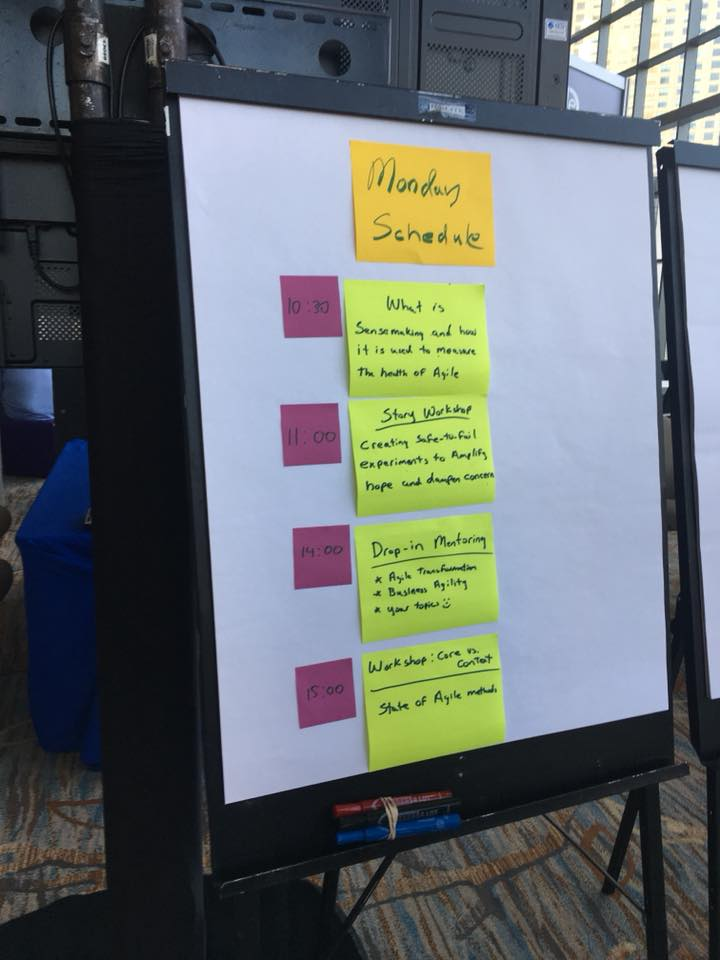 Monday
Schedule
10:30
What is
Sensemaking and how
it is used to measure
the health of Agile
11:00
Story Workshop
Creating Safe-to-fail
experiments to Amplify
hope and dampen concern
14:00
Drop-in Mentoring
* Agile Transformation
* Business Agility
* your topics ☺
15:00
Workshop: Core vs.
Context
State of Agile methods